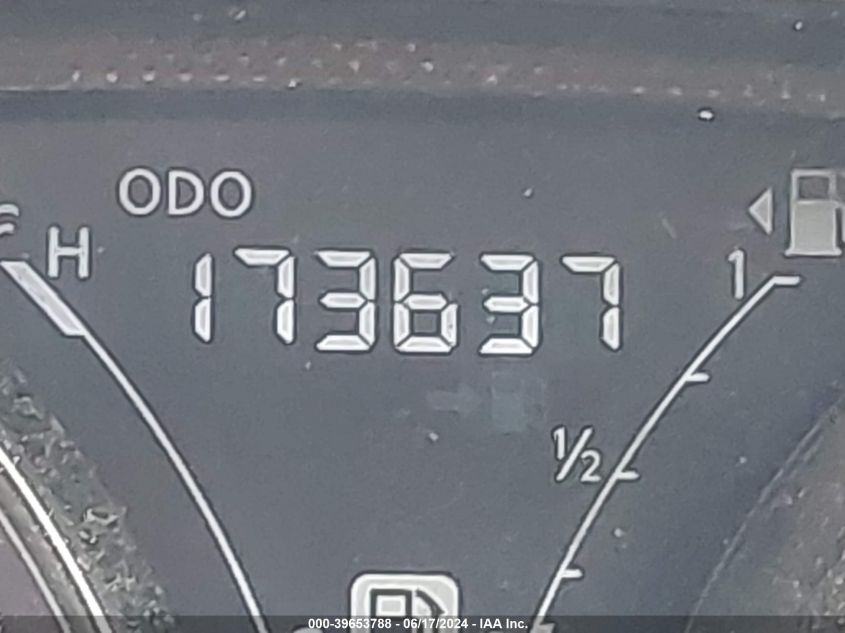 ODO
H
173637
1
1/2
000-39653788 - 06/17/2024 - IAA Inc.